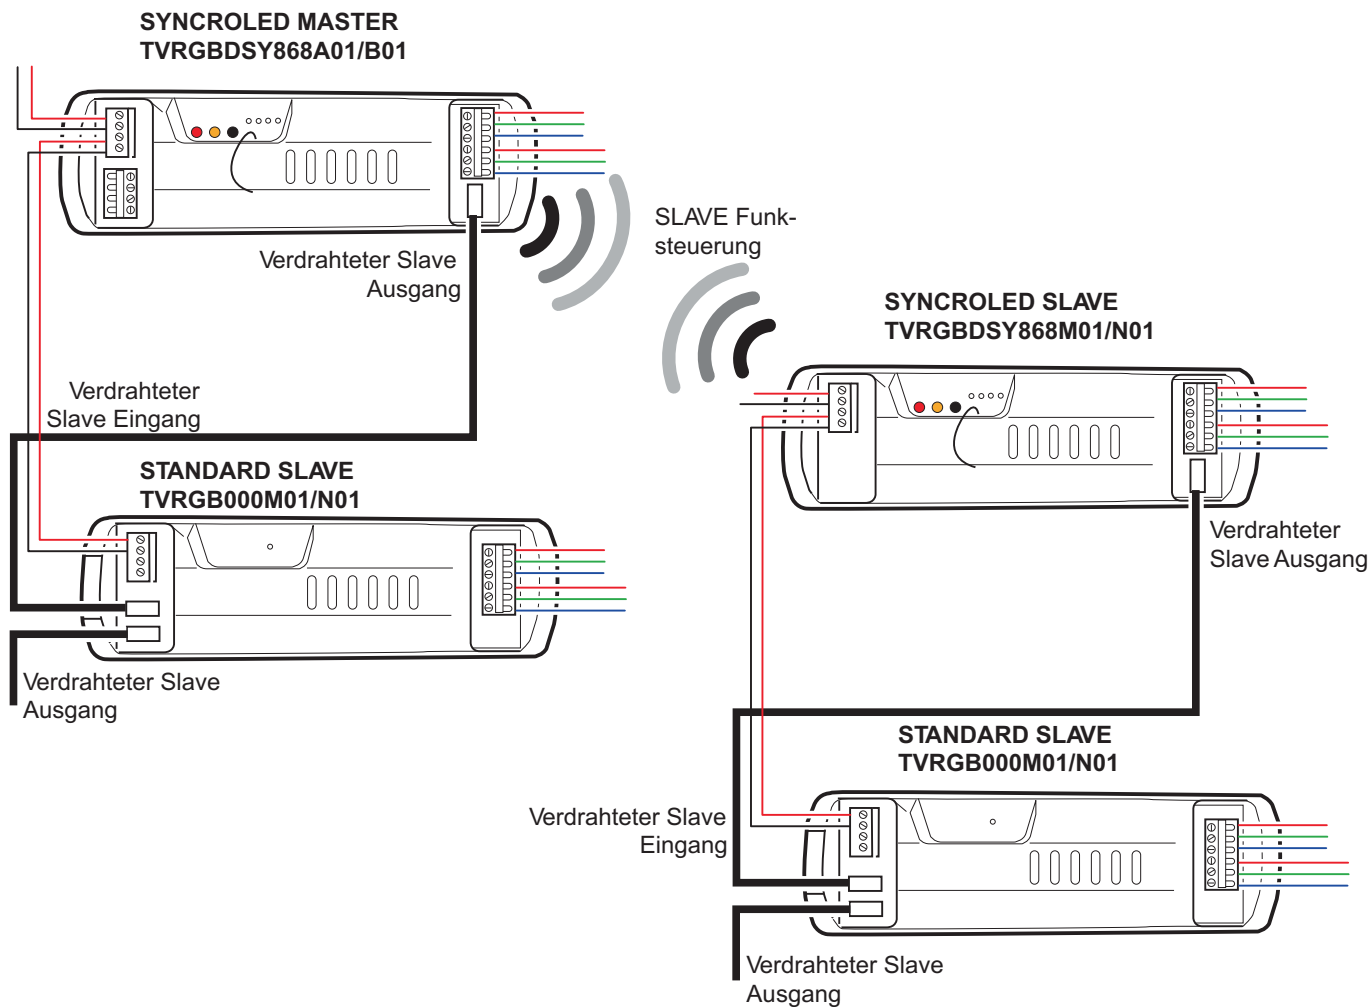 SYNCROLED MASTER
TVRGBDSY868A01/B01
SLAVE Funk-
steuerung
Verdrahteter Slave
Ausgang
SYNCROLED SLAVE
TVRGBDSY868M01/N01
Verdrahteter
Slave Eingang
STANDARD SLAVE
TVRGB000M01/N01
Verdrahteter
Slave Ausgang
Verdrahteter Slave
Ausgang
STANDARD SLAVE
TVRGB000M01/N01
Verdrahteter Slave
Eingang
Verdrahteter Slave
Ausgang